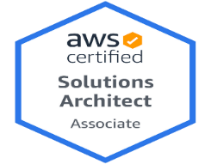 aws
certified
Solutions
Architect
Associate